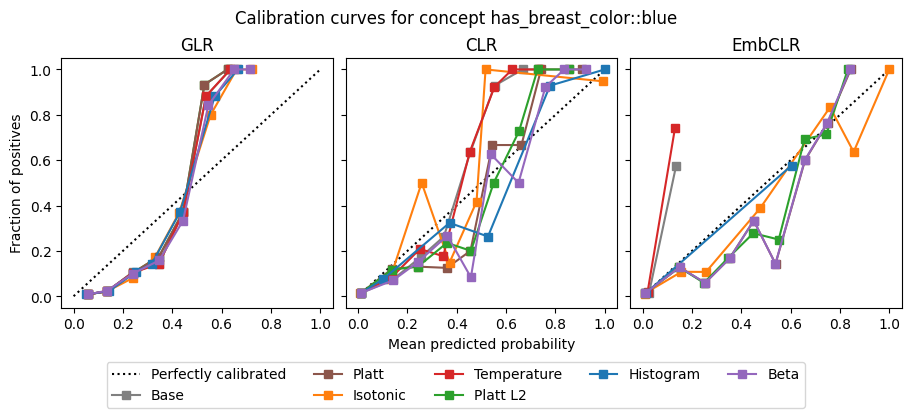 Calibration curves for concept has_breast_color::blue
GLR
CLR
EmbCLR
Fraction of positives
1.0
0.8
0.6
0.4
0.2
0.0
0.0 0.2 0.4 0.6 0.8 1.0
0.0 0.2 0.4 0.6 0.8 1.0
0.0 0.2 0.4 0.6 0.8 1.0
Mean predicted probability
Perfectly calibrated
Base
Platt
Isotonic
Temperature
Platt L2
Histogram
Beta